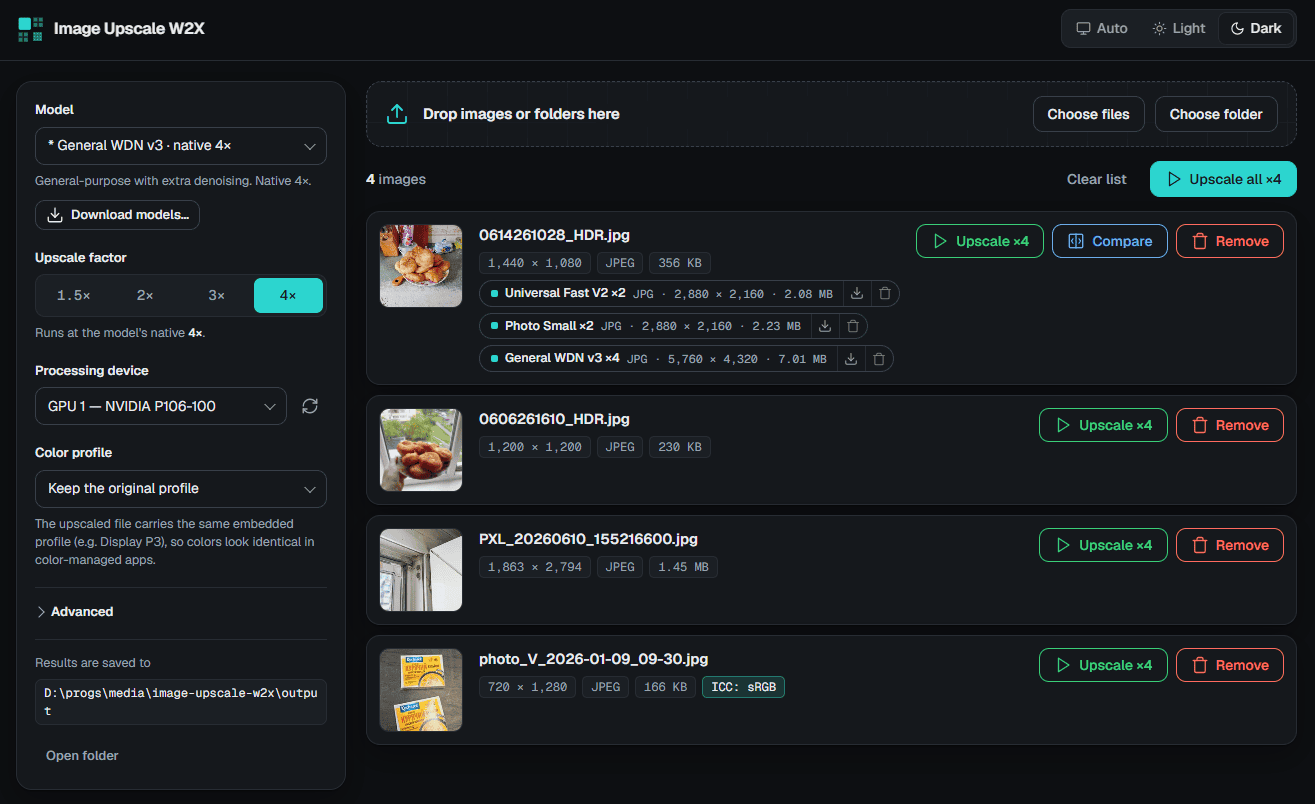 Image Upscale W2X
Auto
Light
Dark
Model
* General WDN v3 · native 4×
General-purpose with extra denoising. Native 4×.
Download models...
Upscale factor
1.5×
2×
3×
4×
Runs at the model's native 4×.
Processing device
GPU 1 — NVIDIA P106-100
Color profile
Keep the original profile
The upscaled file carries the same embedded
profile (e.g. Display P3), so colors look identical in
color-managed apps.
Advanced
Results are saved to
D:\progs\media\image-upscale-w2x\outpu
t
Open folder
Drop images or folders here
Choose files
Choose folder
4 images
Clear list
Upscale all ×4
0614261028_HDR.jpg
1,440 × 1,080
JPEG
356 KB
Upscale ×4
Compare
Remove
Universal Fast V2 ×2 JPG · 2,880 × 2,160 · 2.08 MB
Photo Small ×2 JPG · 2,880 × 2,160 · 2.23 MB
General WDN v3 ×4 JPG · 5,760 × 4,320 · 7.01 MB
0606261610_HDR.jpg
1,200 × 1,200
JPEG
230 KB
Upscale ×4
Remove
PXL_20260610_155216600.jpg
1,863 × 2,794
JPEG
1.45 MB
Upscale ×4
Remove
photo_V_2026-01-09_09-30.jpg
720 × 1,280
JPEG
166 KB
ICC: sRGB
Upscale ×4
Remove